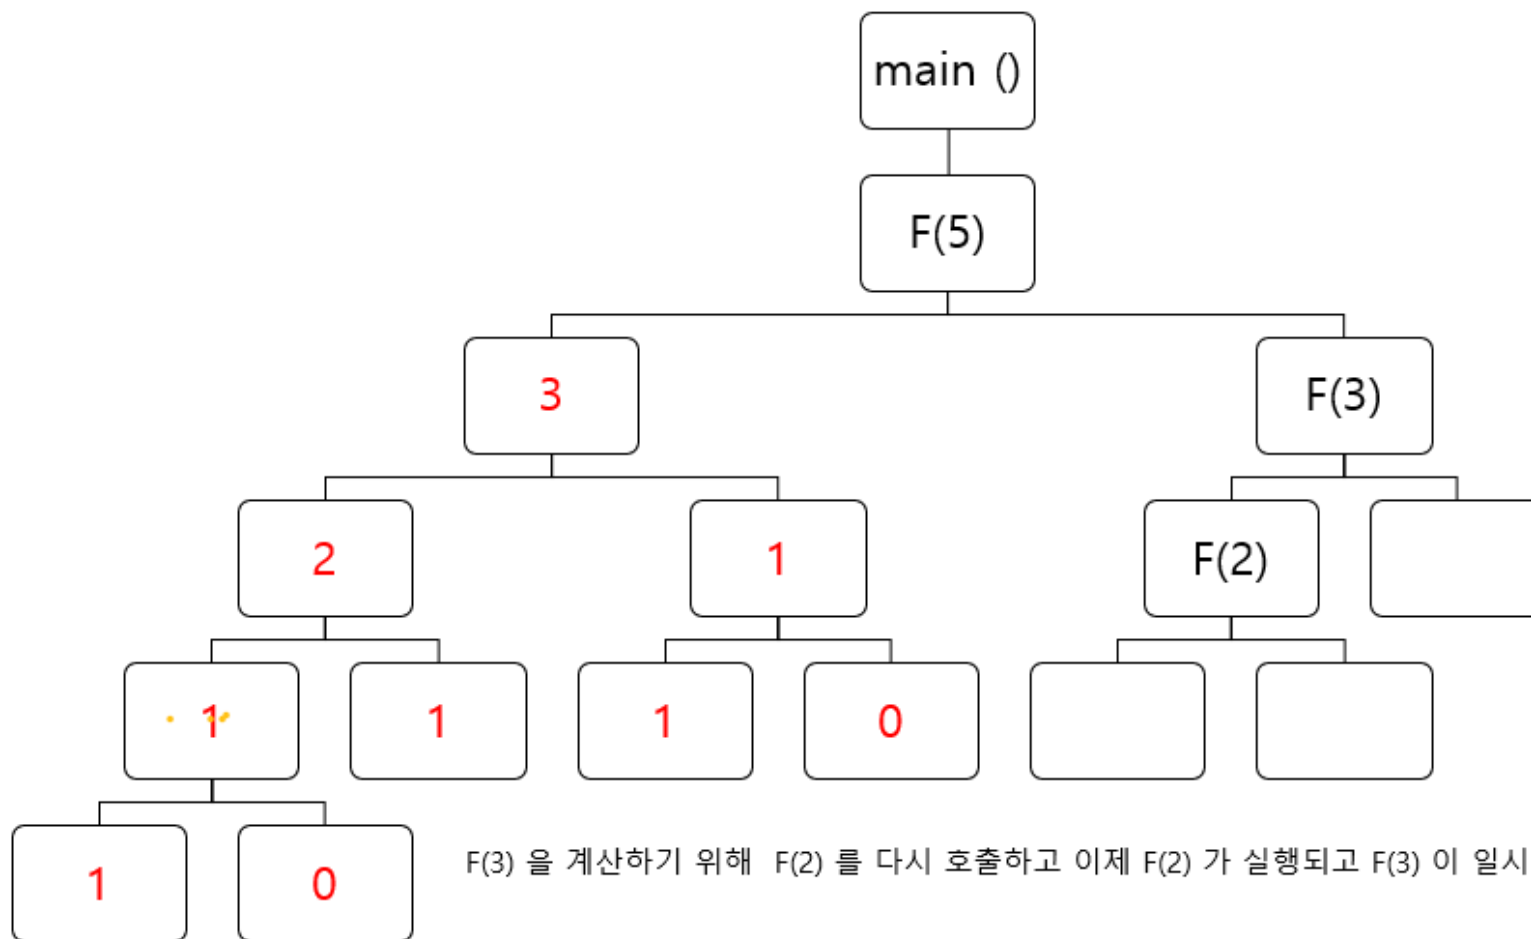 main ()
F(5)
3
F(3)
2
1
F(2)
1
1
1
0
1
0
F(3) 을 계산하기 위해 F(2) 를 다시 호출하고 이제 F(2) 가 실행되고 F(3) 이 일시